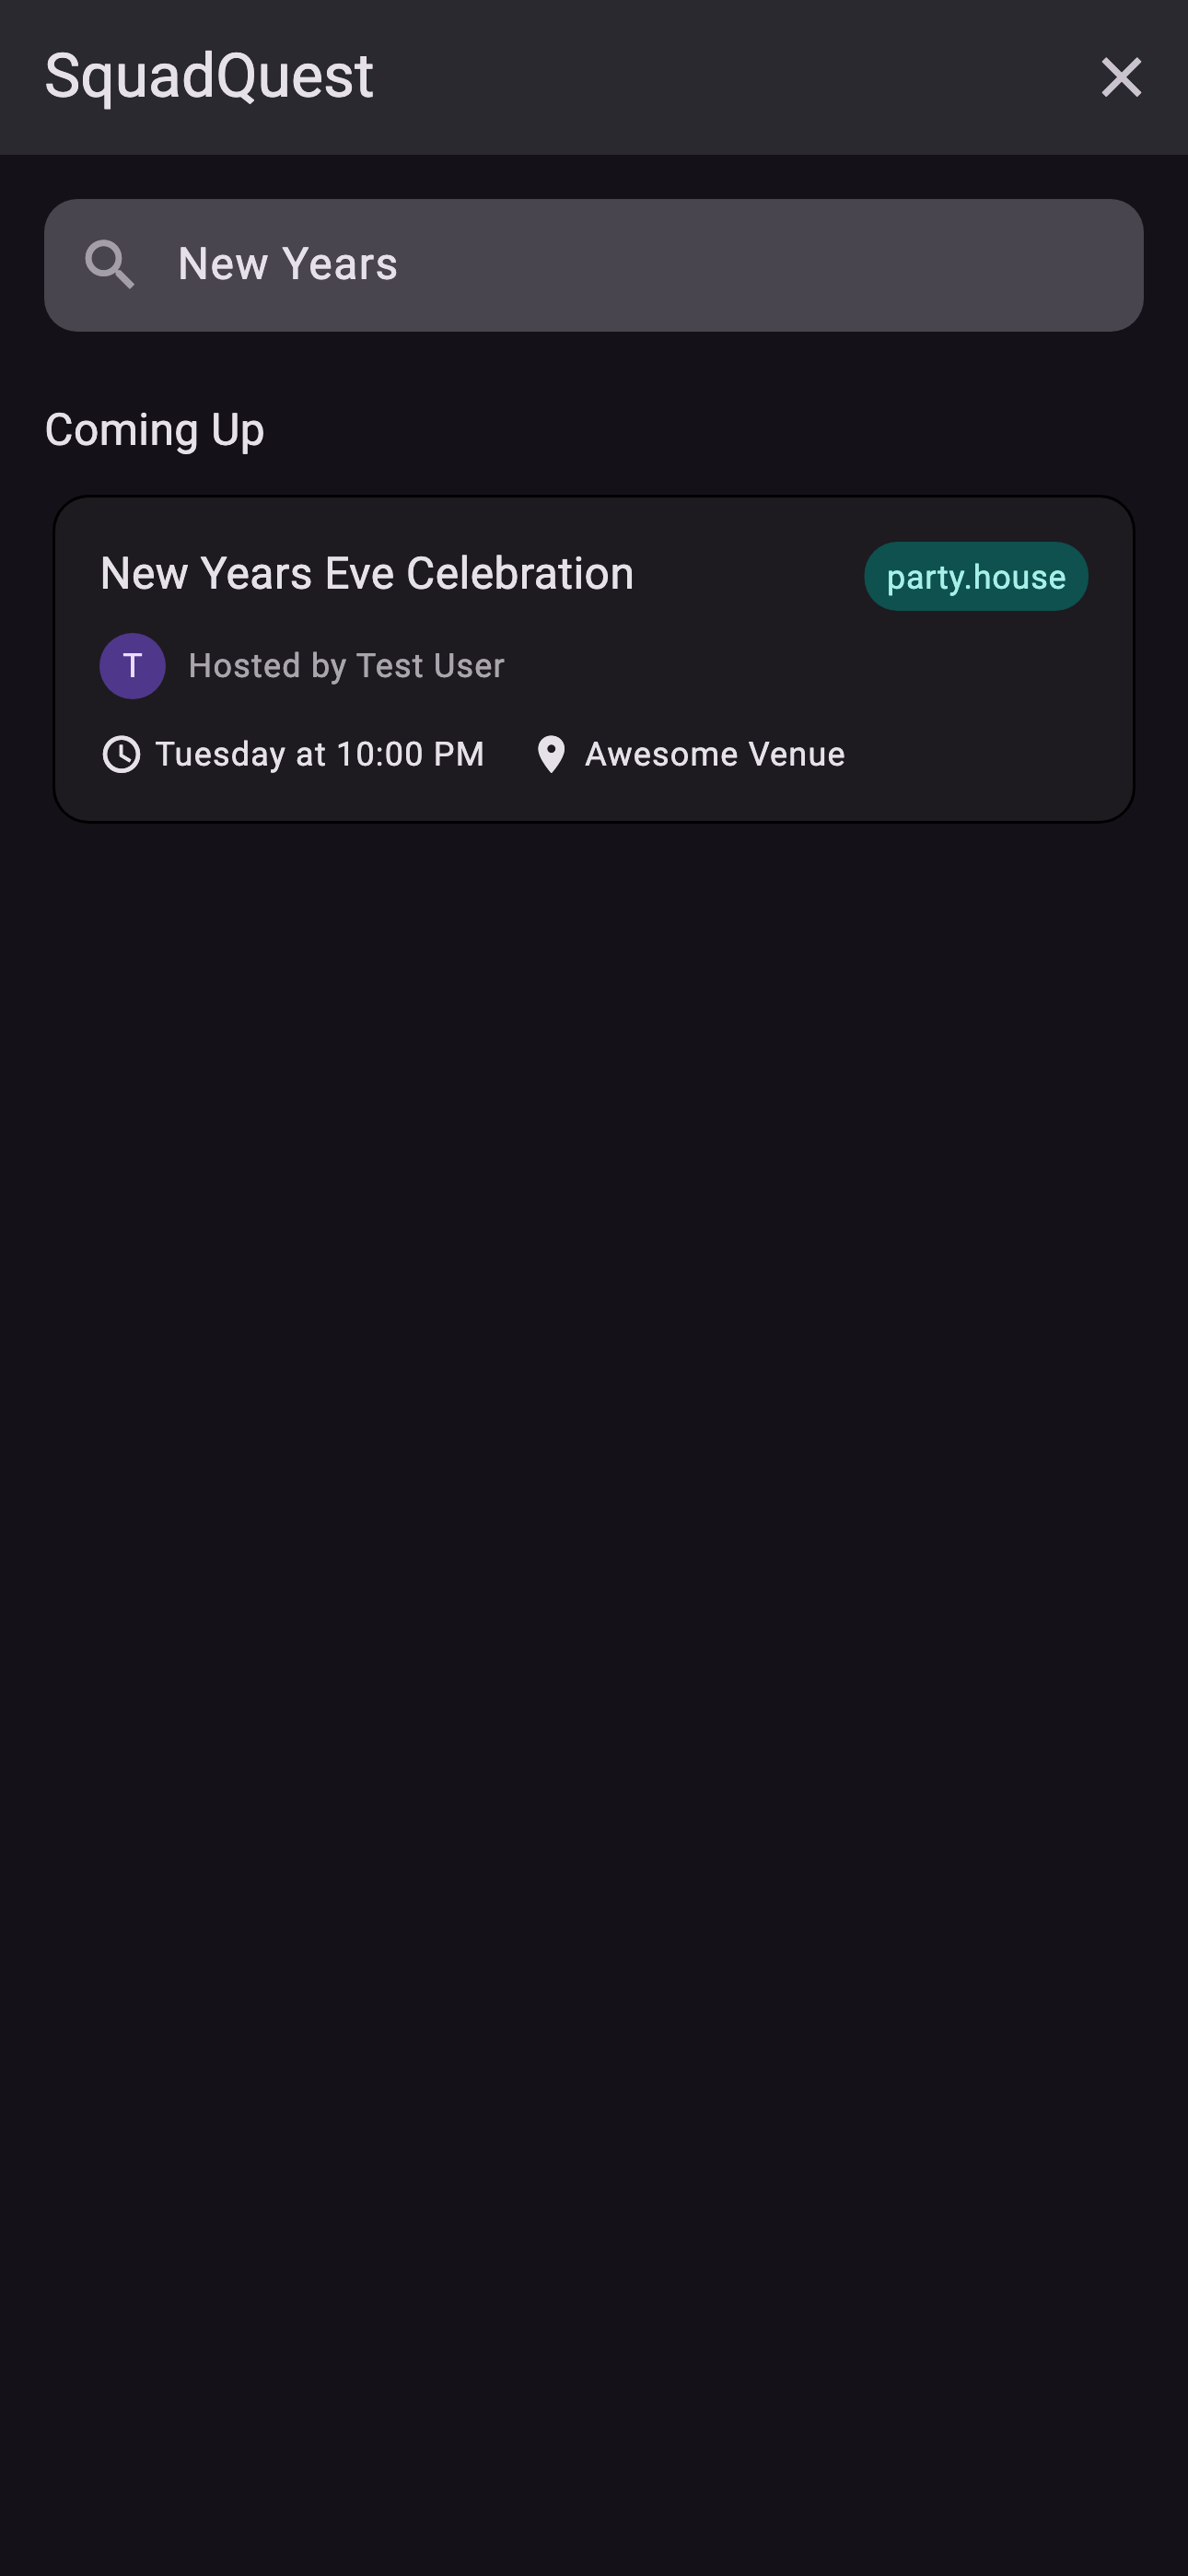 SquadQuest
New Years
Coming Up
New Years Eve Celebration
party.house
T
Hosted by Test User
Tuesday at 10:00 PM
Awesome Venue